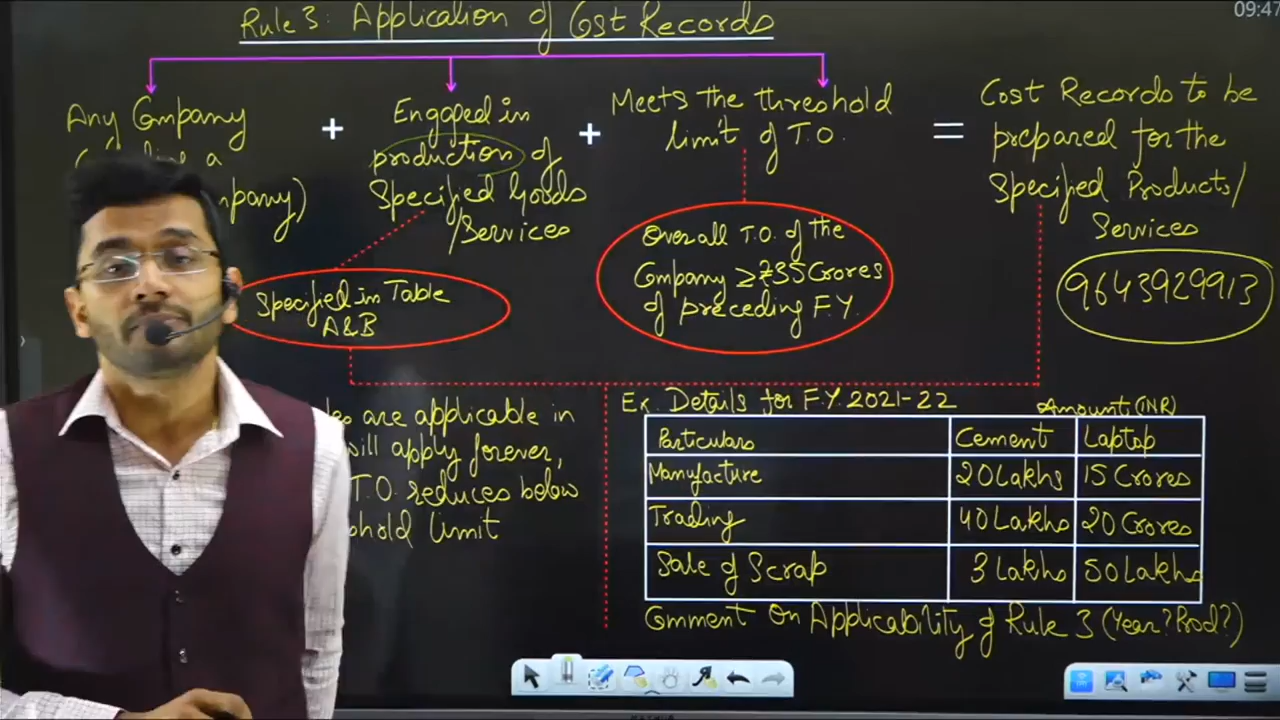 09:47
Rule 3: Application of Cost Records
Any Company
a
+
Engaged in
production of
Specified Goods
/Services
+
Meets the threshold
limit of T.O.
=
Cost Records to be
prepared for the
Specified Products/
Services
9643929913
Specified in Table
A&B
Overall T.O. of the
Company ≥ ₹35 Crores
of preceding F.Y.
are applicable in
will apply forever,
T.O. reduces below
limit
Ex. Details for F.Y. 2021-22
Amount (INR)
Particulars Cement Laptop
Manufacture 20 Lakhs 15 Crores
Trading 40 Lakhs 20 Crores
Sale of Scrap 3 Lakhs 50 Lakhs
Comment on Applicability of Rule 3 (Year? Prod?)